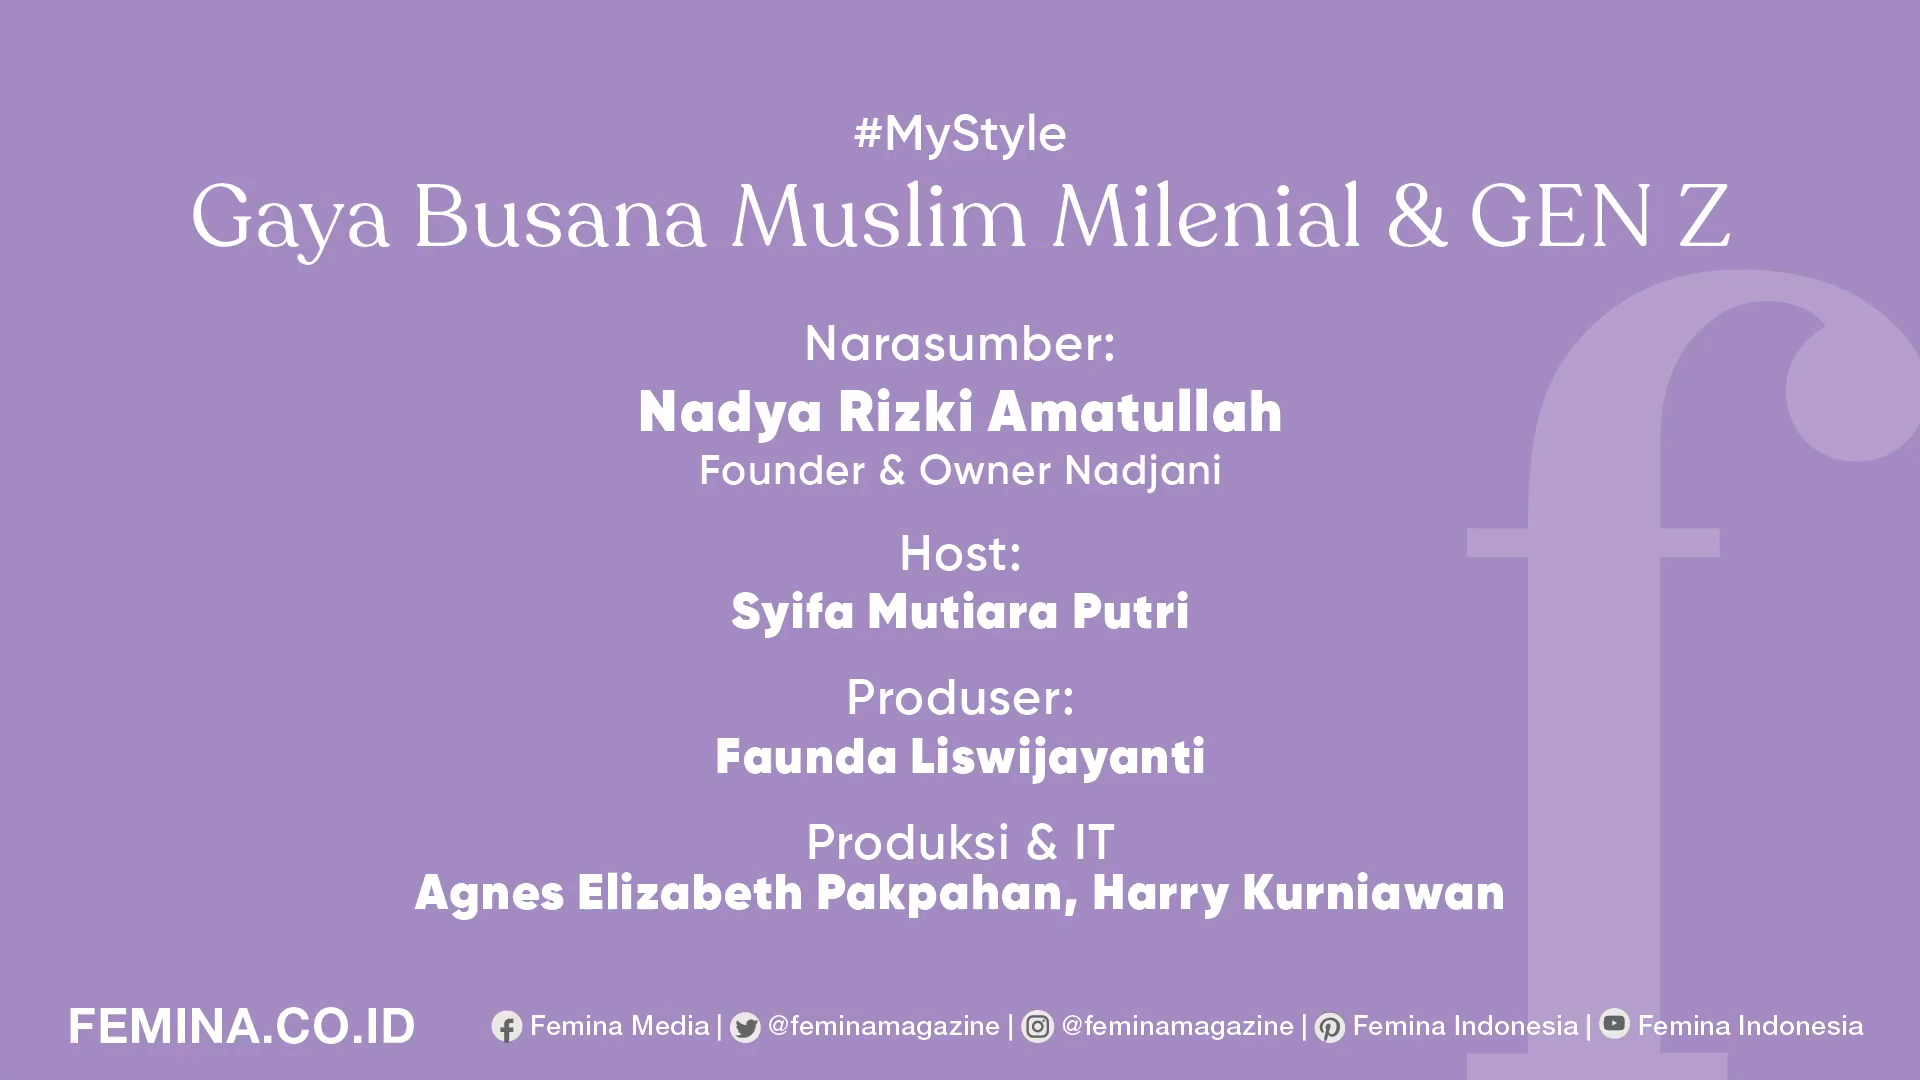 #MyStyle
Gaya Busana Muslim Milenial & GEN Z
Narasumber:
Nadya Rizki Amatullah
Founder & Owner Nadjani
Host:
Syifa Mutiara Putri
Produser:
Faunda Liswijayanti
Produksi & IT
Agnes Elizabeth Pakpahan, Harry Kurniawan
FEMINA.CO.ID Femina Media | @feminamagazine | @feminamagazine | Femina Indonesia | Femina Indonesia